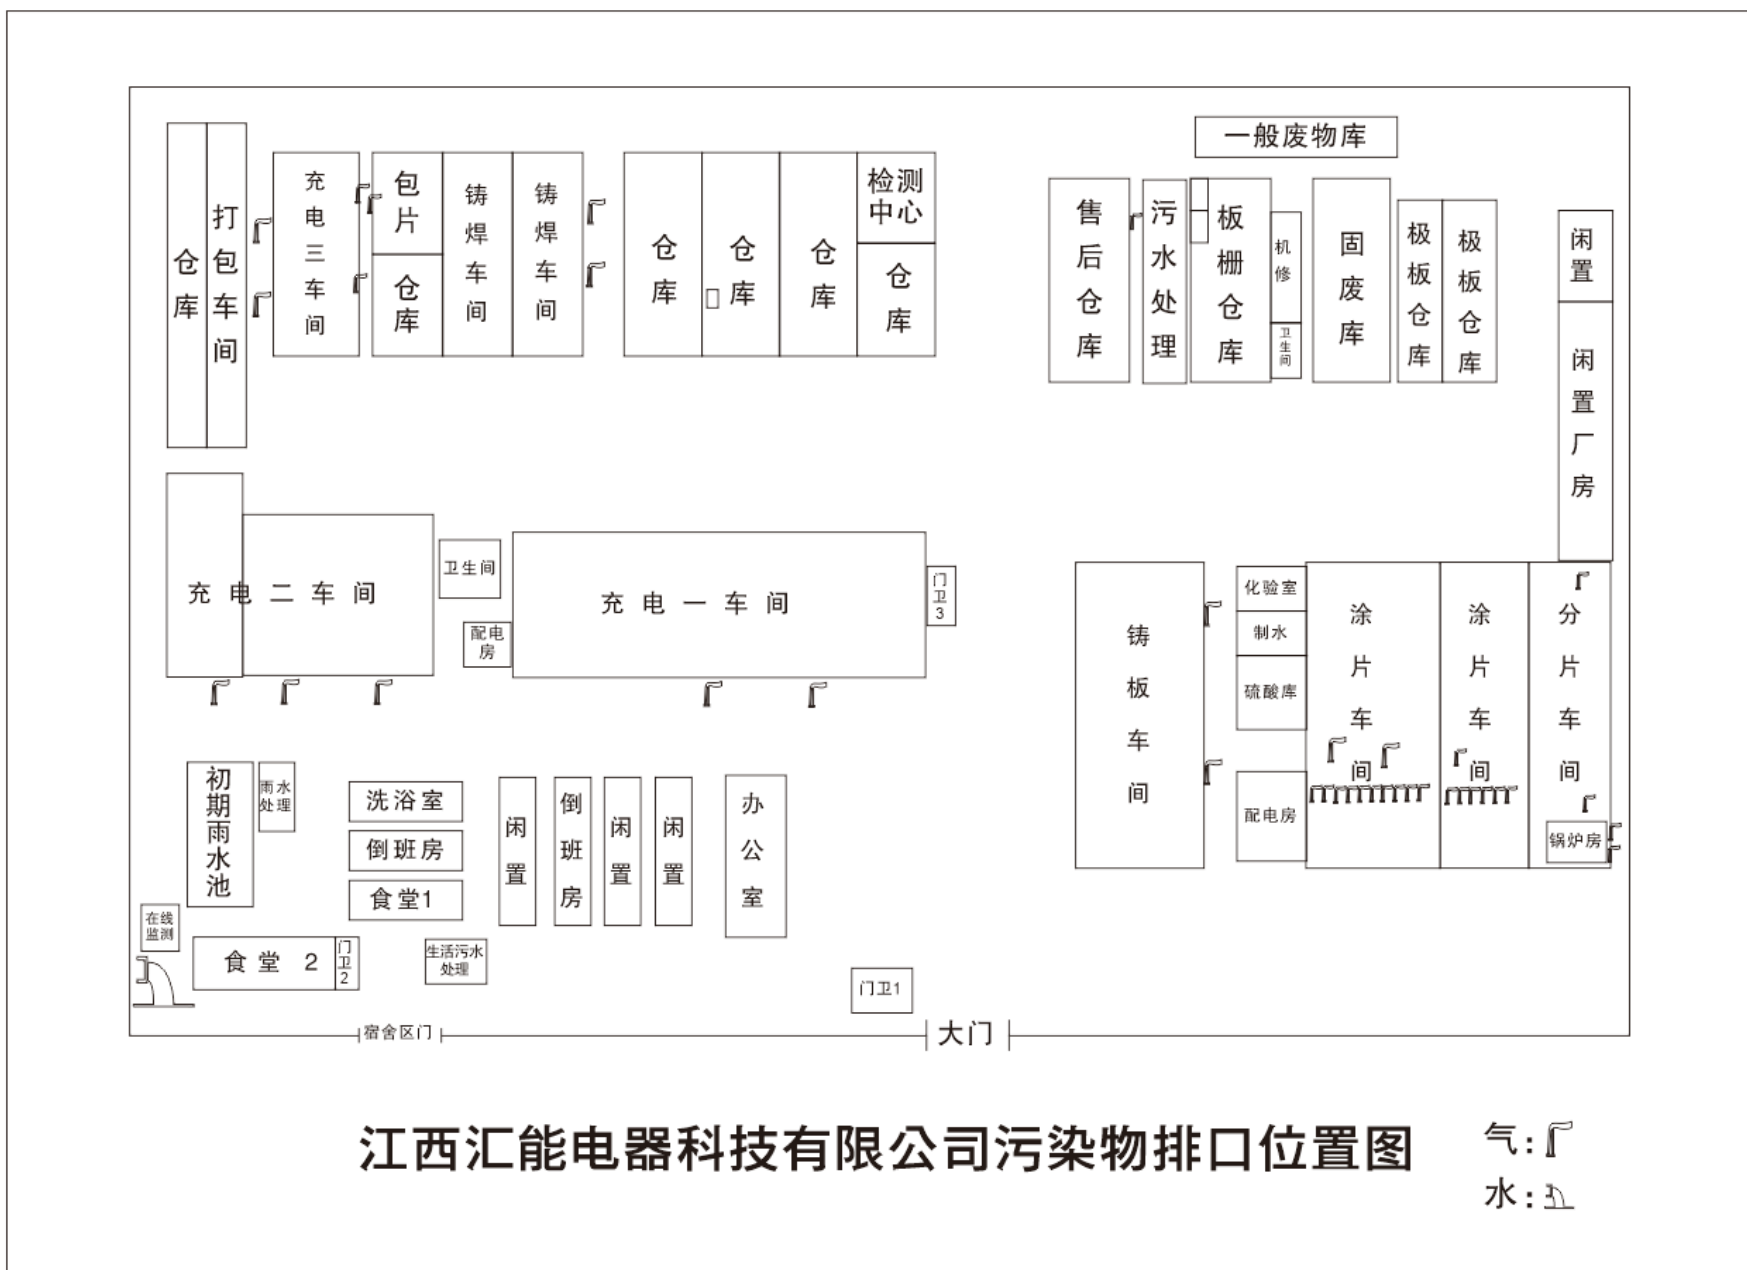 一般废物库
仓库
打包车间
充电三车间
包片
仓库
铸焊车间
铸焊车间
仓库
仓库
仓库
检测
中心
仓库
售后仓库
污水处理
板栅仓库
机修
卫生间
固废库
极板仓库
极板仓库
闲置
闲置厂房
充电二车间
卫生间
配电
房
充电一车间
门卫3
铸板车间
化验室
制水
硫酸库
配电房
涂片车间
涂片车间
分片车间
锅炉房
初期雨水池
雨水
处理
洗浴室
倒班房
食堂1
闲置
倒班房
闲置
闲置
办公室
在线
监测
食堂 2
门卫2
生活污水
处理
门卫1
宿舍区门
大门
江西汇能电器科技有限公司污染物排口位置图
气:
水: